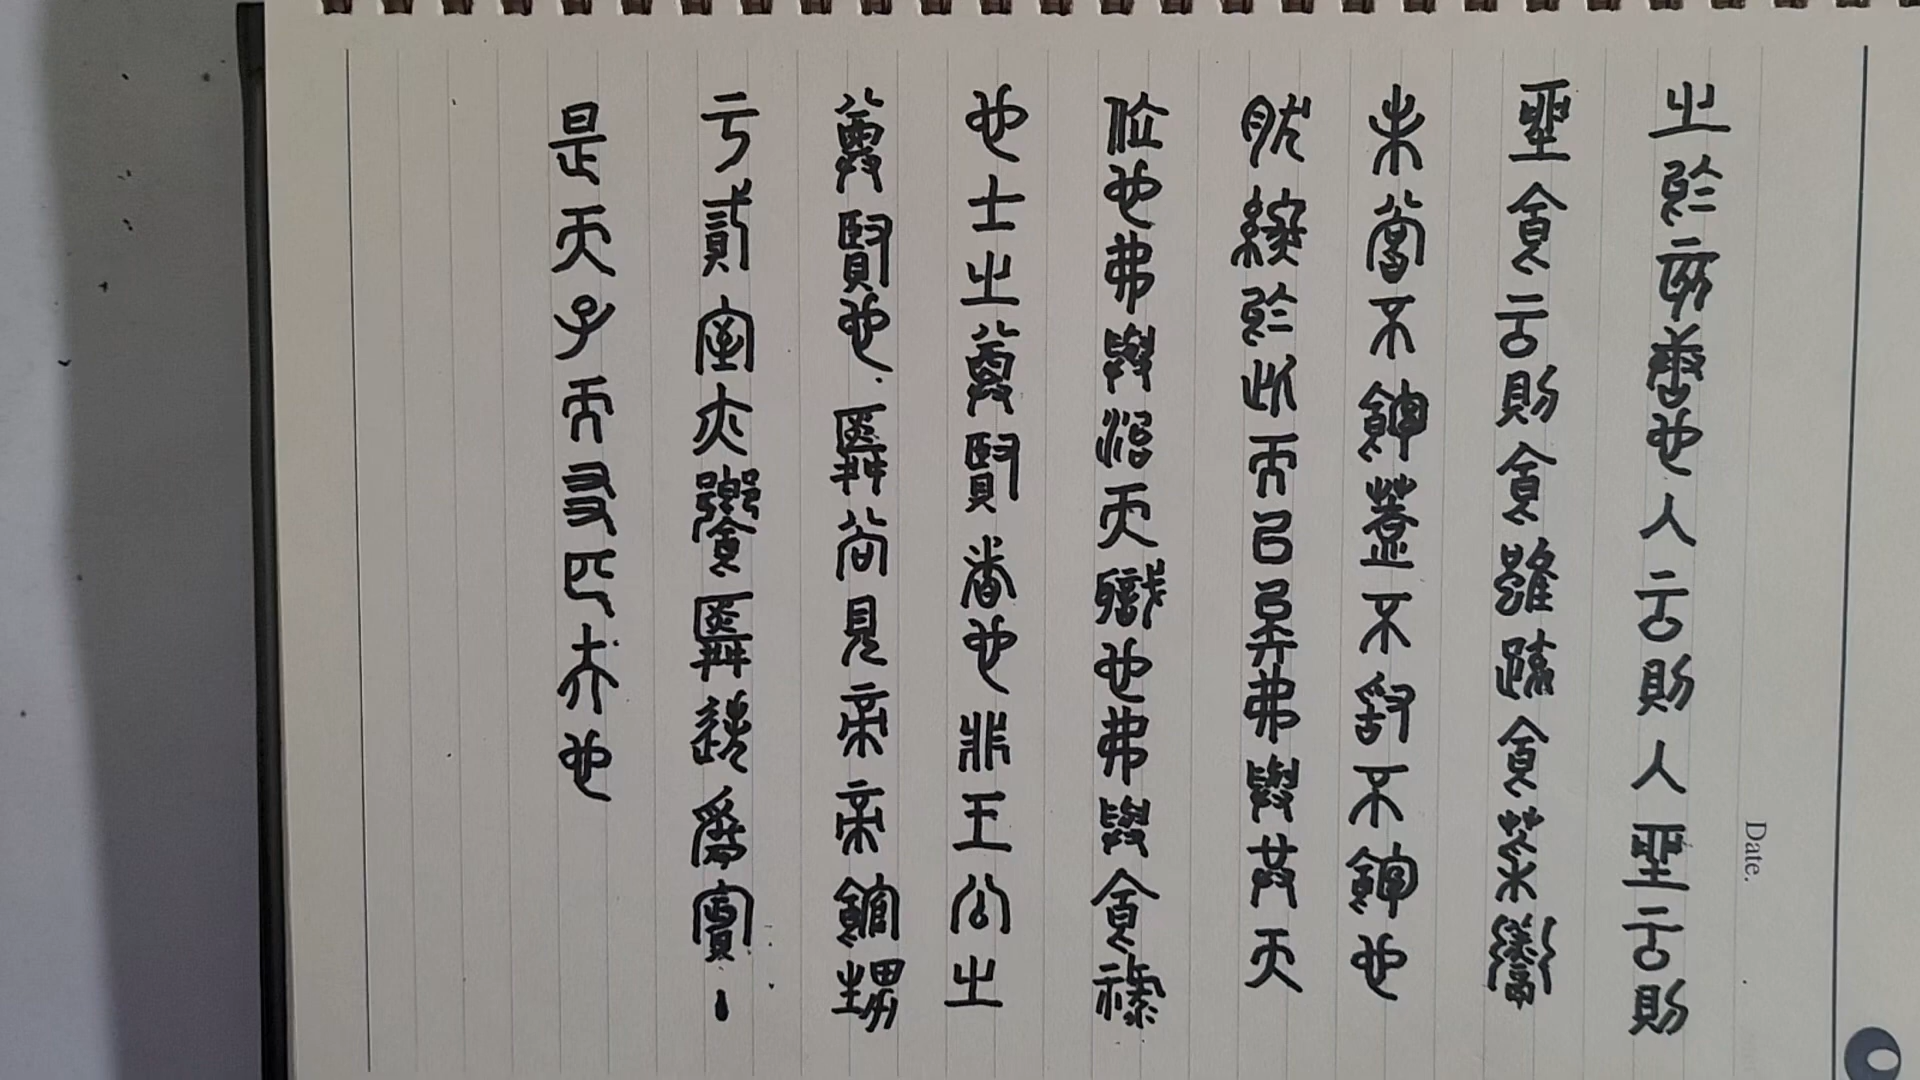 Date.
之於亥唐也入云則入坐云則
坐食云則食雖疏食菜羹
未嘗不飽蓋不敢不飽也
然終於此而已矣弗與共天
位也弗與治天職也弗與食祿
也士之尊賢者也非王公之
尊賢也舜尚見帝帝館甥
于貳室亦饗舜迭為賓主
是天子而友匹夫也